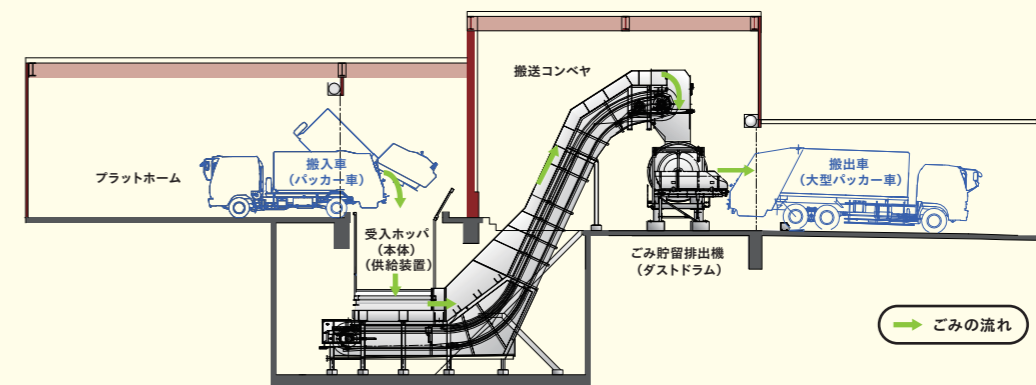 搬送コンベヤ
プラットホーム
搬入車
（パッカー車）
搬出車
（大型パッカー車）
受入ホッパ
（本体）
（供給装置）
ごみ貯留排出機
（ダストドラム）
ごみの流れ